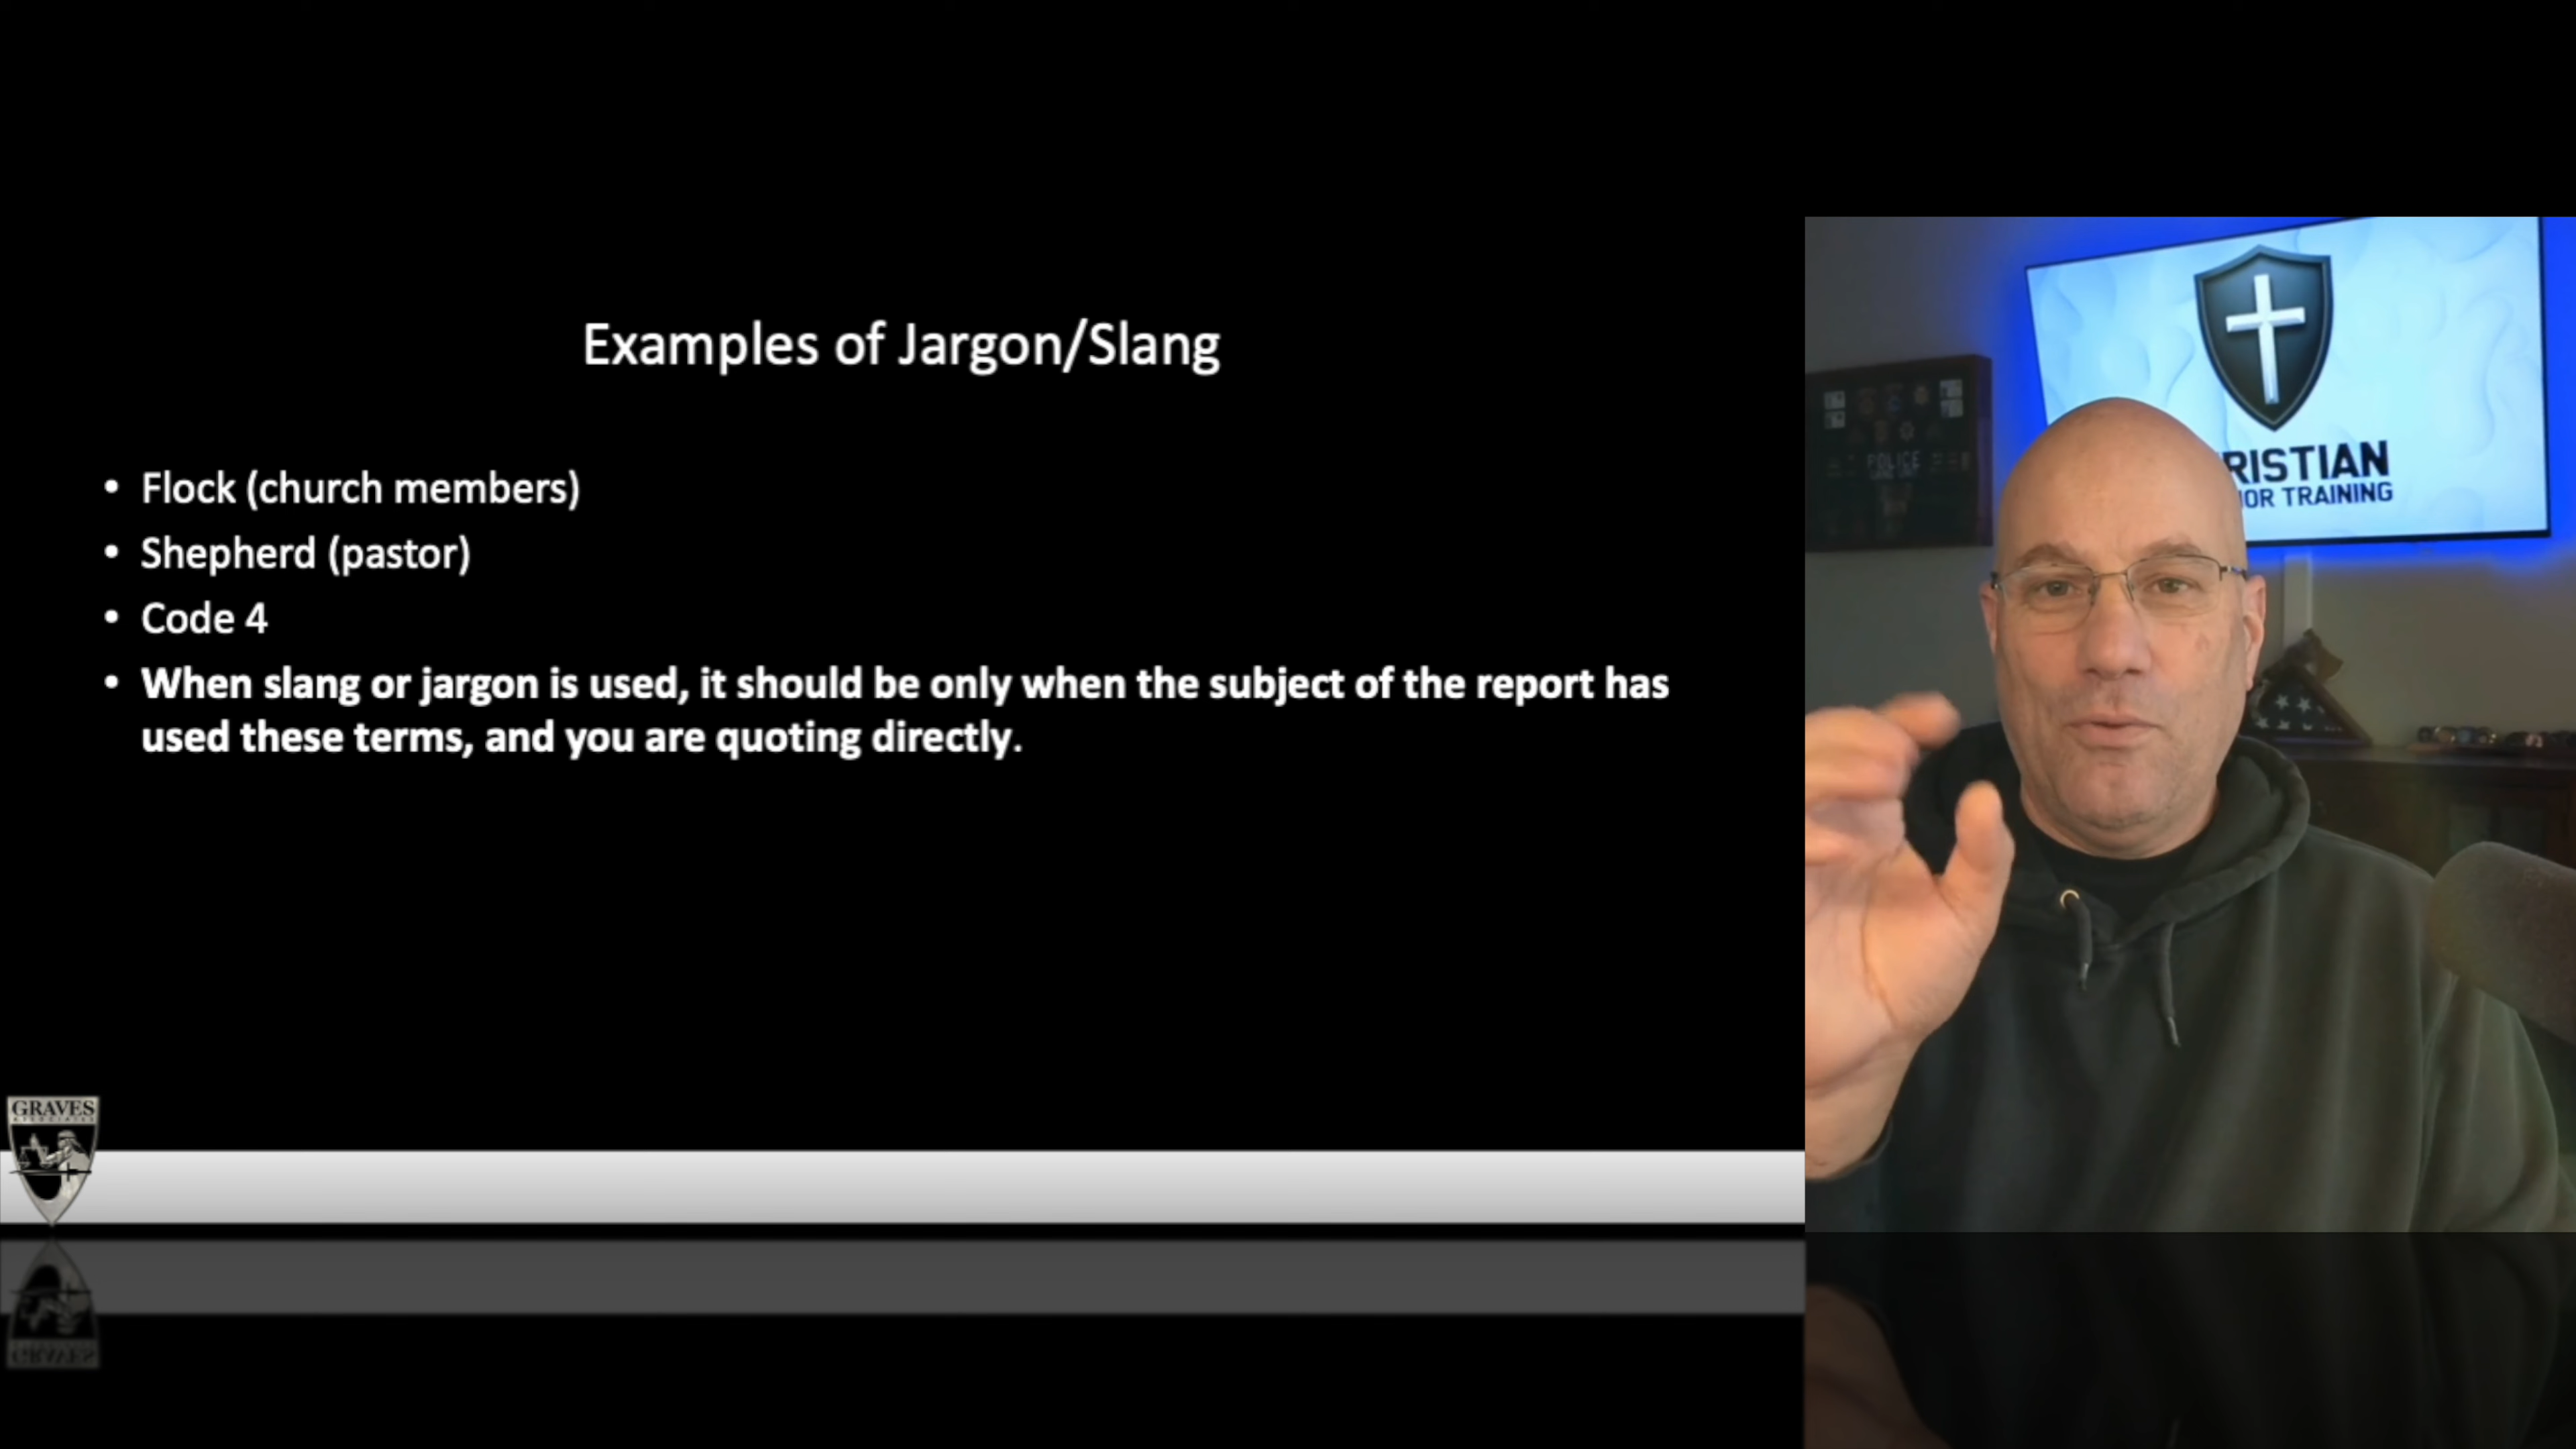 Examples of Jargon/Slang
• Flock (church members)
• Shepherd (pastor)
• Code 4
• When slang or jargon is used, it should be only when the subject of the report has
used these terms, and you are quoting directly.
RISTIAN
IOR TRAINING
POLICE
GRAVES